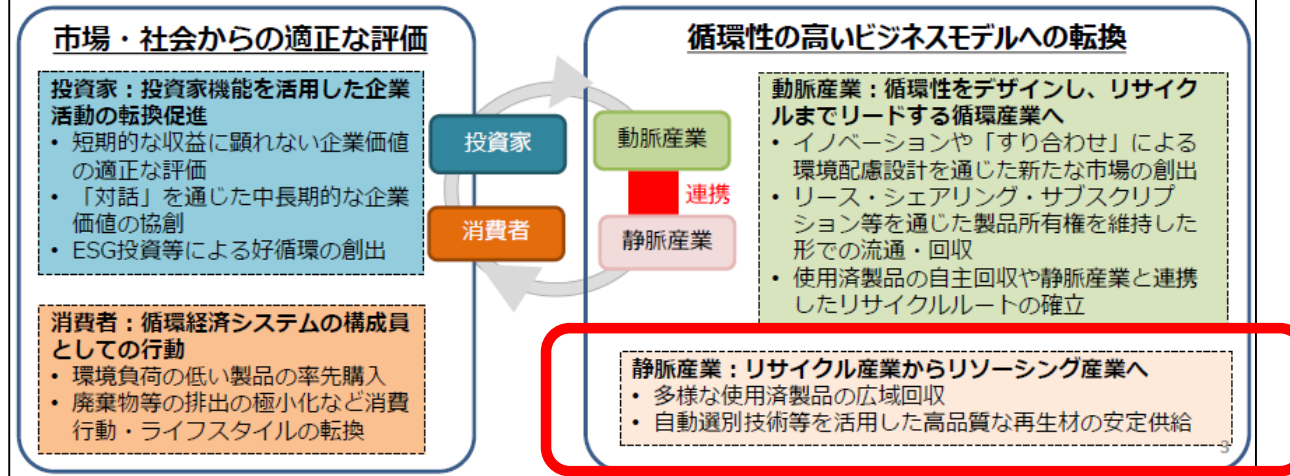 市場・社会からの適正な評価
投資家：投資家機能を活用した企業
活動の転換促進
• 短期的な収益に顕れない企業価値
の適正な評価
• 「対話」を通じた中長期的な企業
価値の協創
• ESG投資等による好循環の創出
消費者：循環経済システムの構成員
としての行動
• 環境負荷の低い製品の率先購入
• 廃棄物等の排出の極小化など消費
行動・ライフスタイルの転換
投資家
消費者
循環性の高いビジネスモデルへの転換
動脈産業
連携
静脈産業
動脈産業：循環性をデザインし、リサイク
ルまでリードする循環産業へ
• イノベーションや「すり合わせ」による
環境配慮設計を通じた新たな市場の創出
• リース・シェアリング・サブスクリプ
ション等を通じた製品所有権を維持した
形での流通・回収
• 使用済製品の自主回収や静脈産業と連携
したリサイクルルートの確立
静脈産業：リサイクル産業からリソーシング産業へ
• 多様な使用済製品の広域回収
• 自動選別技術等を活用した高品質な再生材の安定供給
3